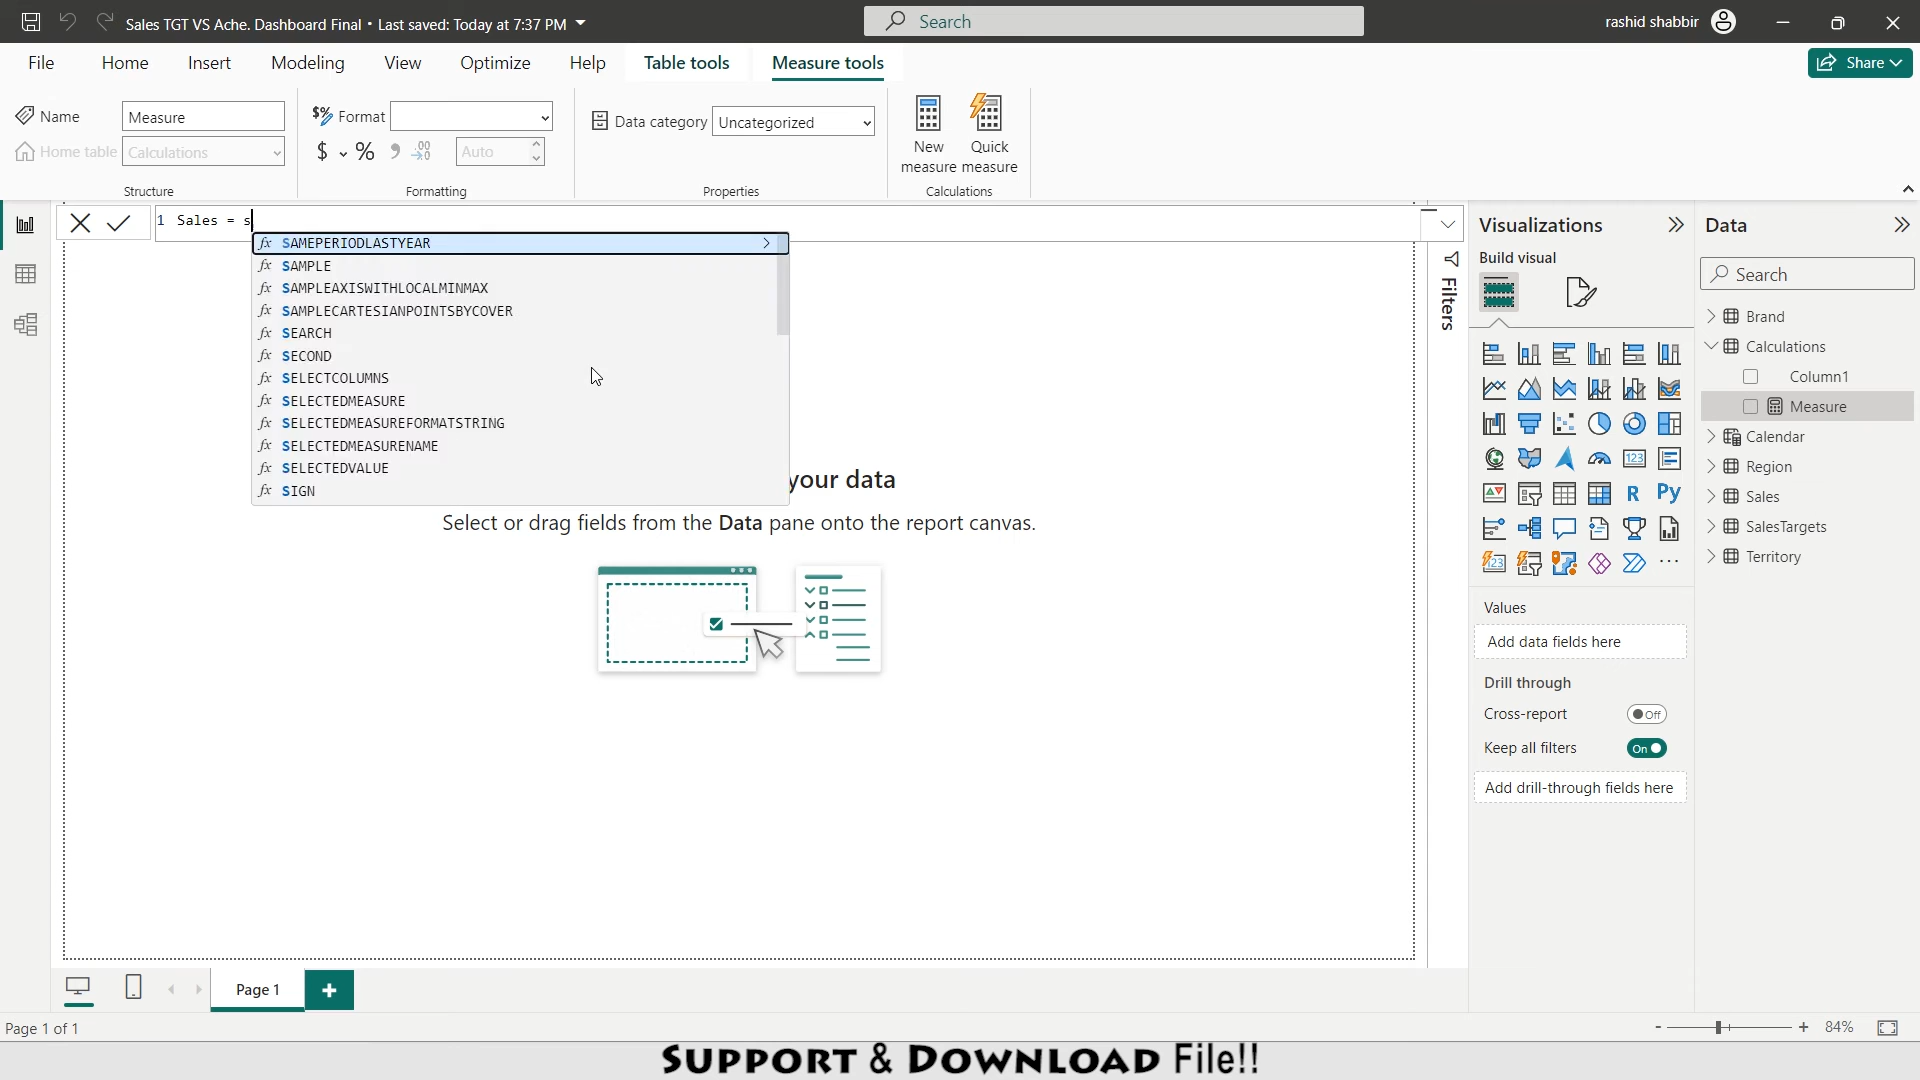 Sales TGT VS Ache. Dashboard Final • Last saved: Today at 7:37 PM
Search
rashid shabbir
File Home Insert Modeling View Optimize Help Table tools Measure tools
Share
Name Measure
Home table Calculations
Structure
Format
$ % Auto
Formatting
Data category Uncategorized
Properties
New measure
Quick measure
Calculations
1 Sales = s
SAMEPERIODLASTYEAR
SAMPLE
SAMPLEAXISWITHLOCALMINMAX
SAMPLECARTESIANPOINTSBYCOVER
SEARCH
SECOND
SELECTCOLUMNS
SELECTEDMEASURE
SELECTEDMEASUREFORMATSTRING
SELECTEDMEASURENAME
SELECTEDVALUE
SIGN
your data
Select or drag fields from the Data pane onto the report canvas.
Filters
Visualizations
Build visual
Values
Add data fields here
Drill through
Cross-report Off
Keep all filters On
Add drill-through fields here
Data
Search
Brand
Calculations
Column1
Measure
Calendar
Region
Sales
SalesTargets
Territory
Page 1
Page 1 of 1
84%
Support & Download File!!